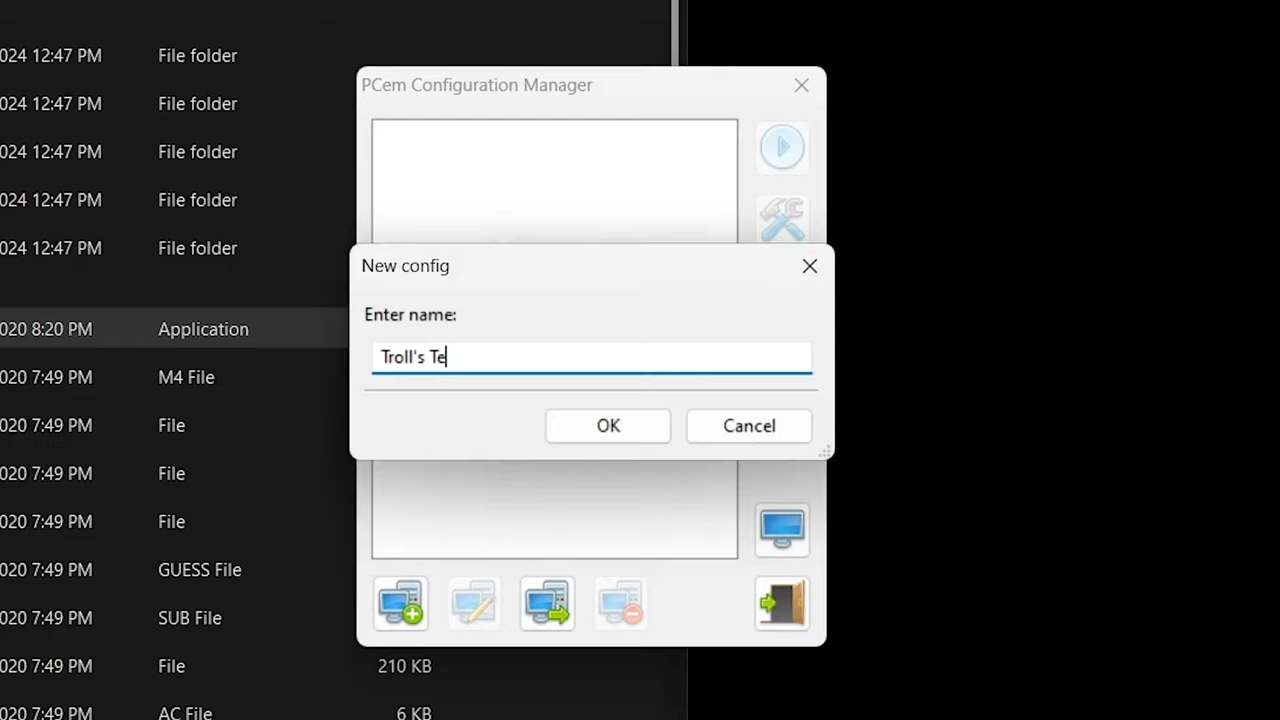 024 12:47 PM File folder
PCem Configuration Manager
024 12:47 PM File folder
024 12:47 PM File folder
024 12:47 PM File folder
024 12:47 PM File folder
New config
Enter name:
020 8:20 PM Application
Troll's Te
020 7:49 PM M4 File
OK Cancel
020 7:49 PM File
020 7:49 PM File
020 7:49 PM File
020 7:49 PM GUESS File
020 7:49 PM SUB File
020 7:49 PM File 210 KB
020 7:49 PM AC File 6 KB